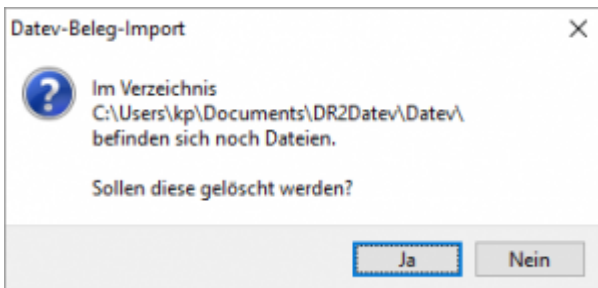 Datev-Beleg-Import
Im Verzeichnis
C:\Users\kp\Documents\DR2Datev\Datev\
befinden sich noch Dateien.
Sollen diese gelöscht werden?
Ja
Nein